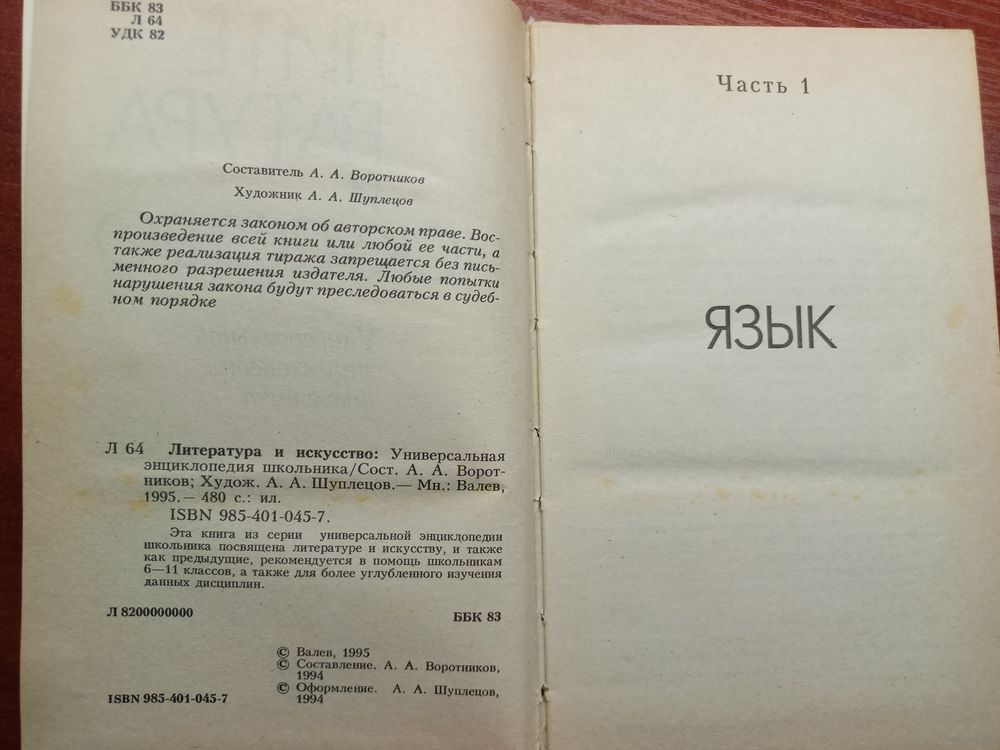 ББК 83
Л 64
УДК 82
Составитель А. А. Воротников
Художник А. А. Шуплецов
Охраняется законом об авторском праве. Вос-
произведение всей книги или любой ее части, а
также реализация тиража запрещается без пись-
менного разрешения издателя. Любые попытки
нарушения закона будут преследоваться в судеб-
ном порядке
Л 64 Литература и искусство: Универсальная
энциклопедия школьника/Сост. А. А. Ворот-
ников; Худож. А. А. Шуплецов.— Мн.: Валев,
1995.— 480 с.: ил.
ISBN 985-401-045-7.
Эта книга из серии универсальной энциклопедии
школьника посвящена литературе и искусству, и также
как предыдущие, рекомендуется в помощь школьникам
6—11 классов, а также для более углубленного изучения
данных дисциплин.
Л 8200000000
ББК 83
© Валев, 1995
© Составление. А. А. Воротников,
1994
© Оформление. А. А. Шуплецов,
1994
ISBN 985-401-045-7
Часть 1
ЯЗЫК